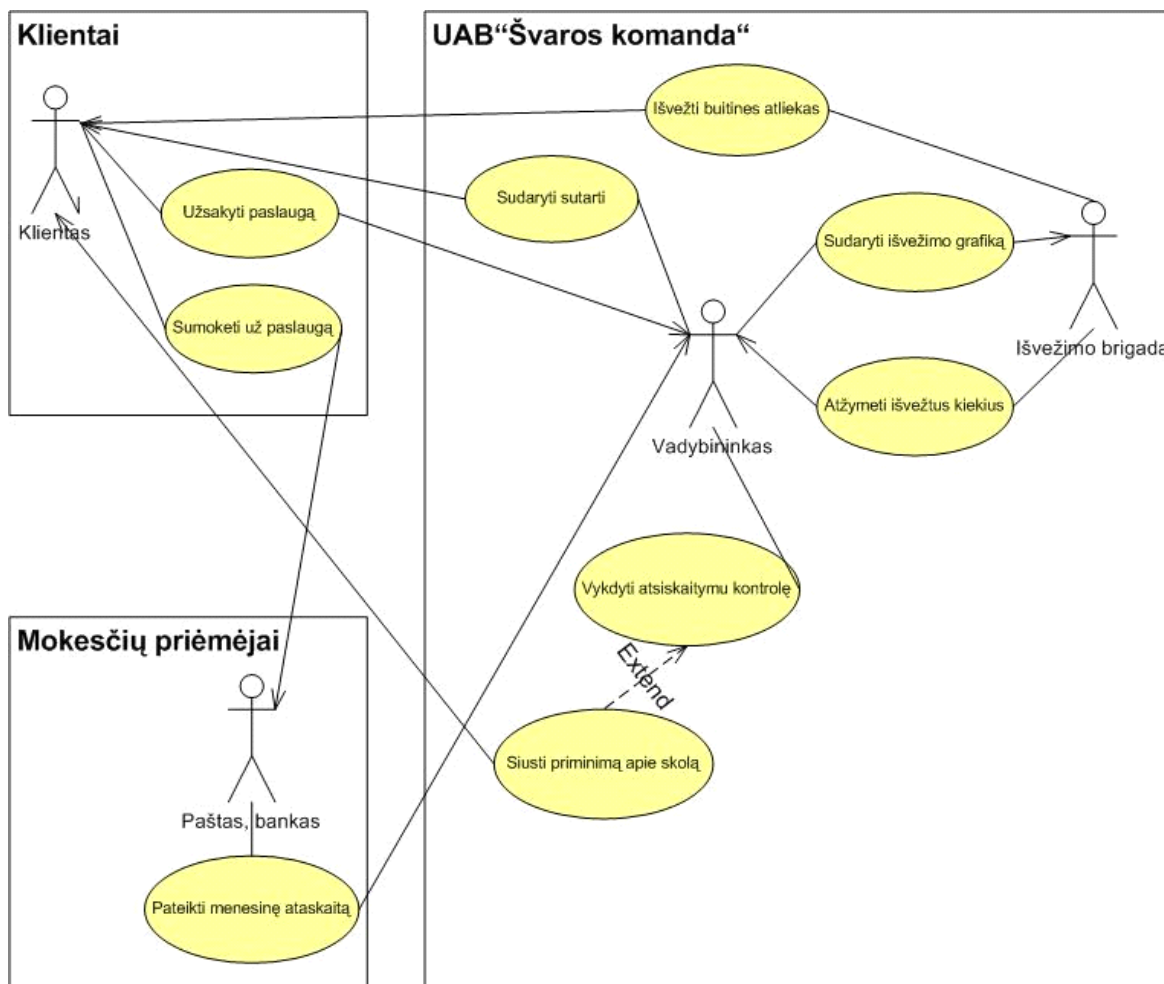 Klientai
UAB“Švaros komanda“
Išvežti buitines atliekas
Užsakyti paslaugą
Sudaryti sutarti
Klientas
Sudaryti išvežimo grafiką
Sumoketi už paslaugą
Išvežimo brigada
Atžymeti išvežtus kiekius
Vadybininkas
Vykdyti atsiskaitymu kontrolę
Mokesčių priėmėjai
Extend
Siusti priminimą apie skolą
Paštas, bankas
Pateikti menesinę ataskaitą